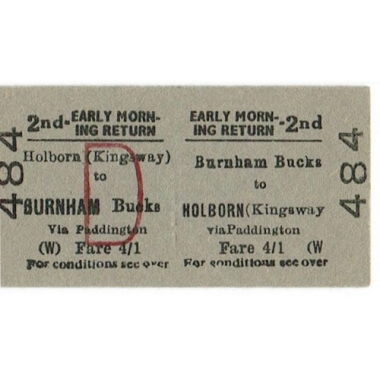 484
2nd- EARLY MORN-
ING RETURN
Holborn (Kingsway)
to
BURNHAM Bucks
Via Paddington
(W) Fare 4/1
For conditions see over
D
EARLY MORN- -2nd
ING RETURN
Burnham Bucks
to
HOLBORN (Kingsway
via Paddington
Fare 4/1 (W
For conditions see over
484